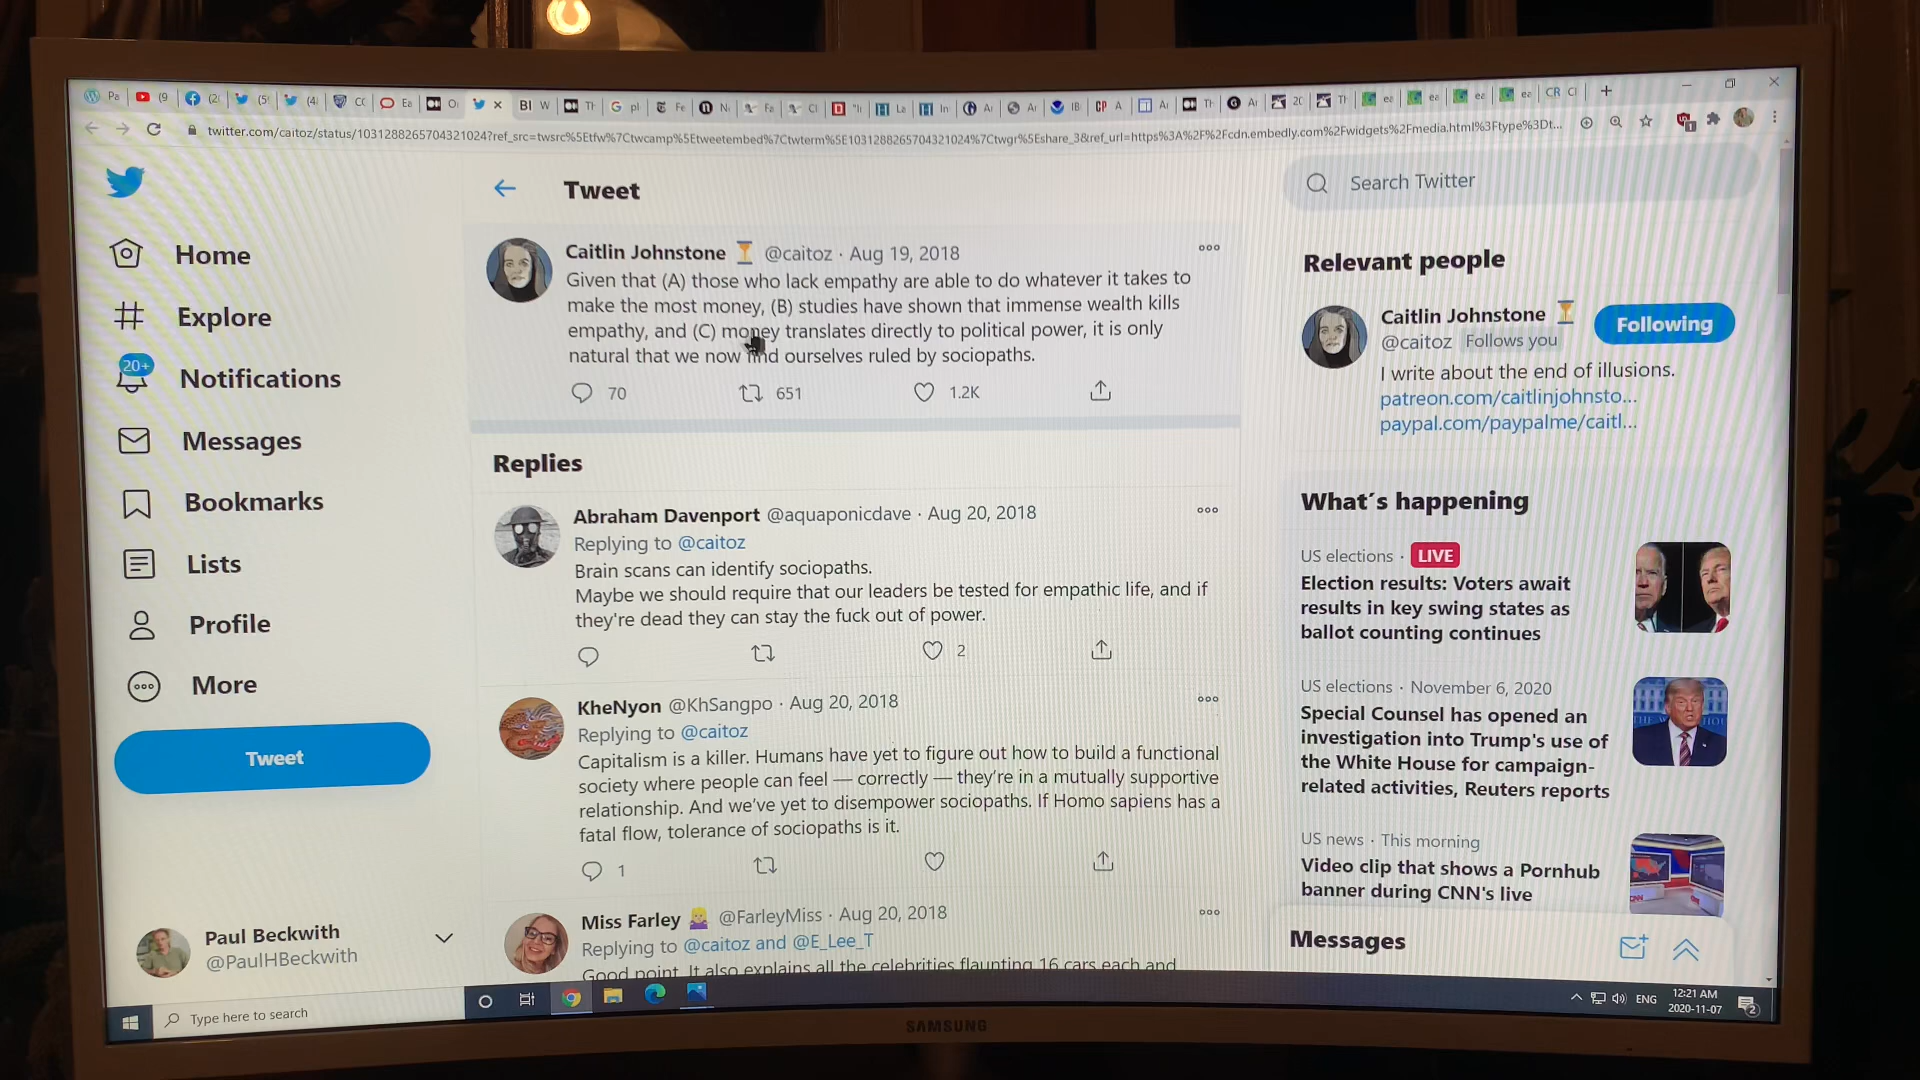 twitter.com/caitoz/status/1031288265704321024?ref_src=twsrc%5Etfw%7Ctwcamp%5Etweetembed%7Ctwterm%5E1031288265704321024%7Ctwgr%5Eshare_3&ref_url=https%3A%2F%2Fcdn.embedly.com%2Fwidgets%2Fmedia.html%3Ftype%3Dt...
Tweet
Search Twitter
Home
Explore
20+
Notifications
Messages
Bookmarks
Lists
Profile
More
Tweet
Paul Beckwith
@PaulHBeckwith
Caitlin Johnstone @caitoz · Aug 19, 2018
Given that (A) those who lack empathy are able to do whatever it takes to
make the most money, (B) studies have shown that immense wealth kills
empathy, and (C) money translates directly to political power, it is only
natural that we now find ourselves ruled by sociopaths.
70 651 1.2K
Replies
Abraham Davenport @aquaponicdave · Aug 20, 2018
Replying to @caitoz
Brain scans can identify sociopaths.
Maybe we should require that our leaders be tested for empathic life, and if
they're dead they can stay the fuck out of power.
2
KheNyon @KhSangpo · Aug 20, 2018
Replying to @caitoz
Capitalism is a killer. Humans have yet to figure out how to build a functional
society where people can feel — correctly — they're in a mutually supportive
relationship. And we've yet to disempower sociopaths. If Homo sapiens has a
fatal flow, tolerance of sociopaths is it.
1
Miss Farley @FarleyMiss · Aug 20, 2018
Replying to @caitoz and @E_Lee_T
Good point. It also explains all the celebrities flaunting 16 cars each and
Relevant people
Caitlin Johnstone
Following
@caitoz Follows you
I write about the end of illusions.
patreon.com/caitlinjohnsto...
paypal.com/paypalme/caitl...
What's happening
US elections · LIVE
Election results: Voters await
results in key swing states as
ballot counting continues
US elections · November 6, 2020
Special Counsel has opened an
investigation into Trump's use of
the White House for campaign-
related activities, Reuters reports
US news · This morning
Video clip that shows a Pornhub
banner during CNN's live
Messages
Type here to search
ENG
12:21 AM
2020-11-07
2
SAMSUNG